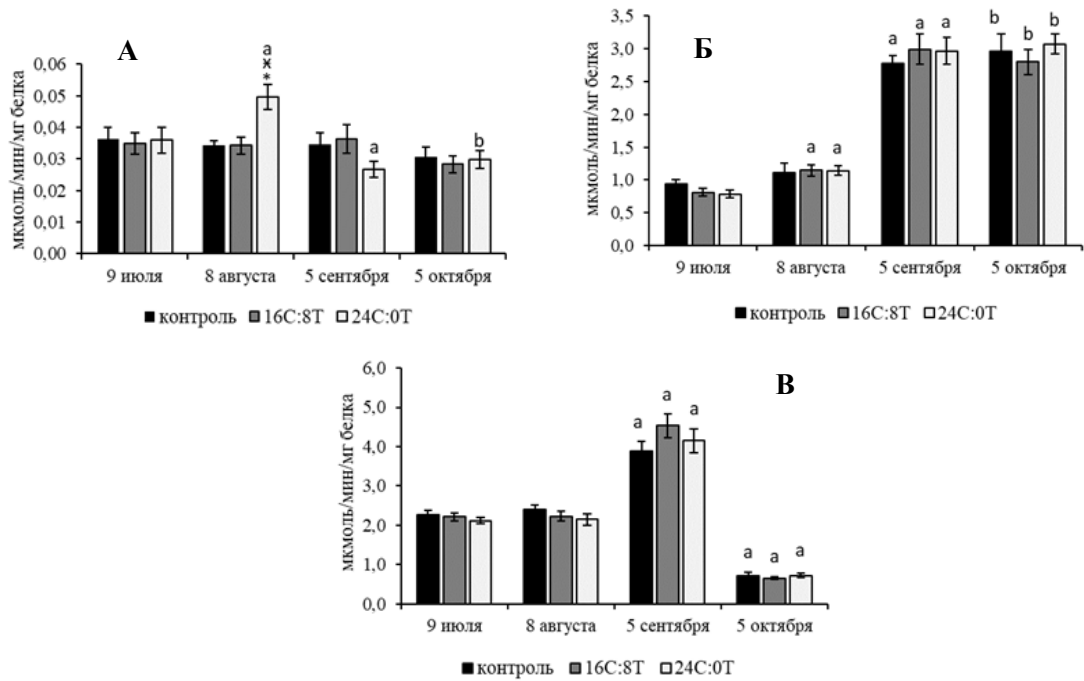 А
мкмоль/мин/мг белка
0,06
0,05
0,04
0,03
0,02
0,01
0,00
a
ж
*
a
b
9 июля 8 августа 5 сентября 5 октября
контроль 16С:8Т 24С:0Т
Б
мкмоль/мин/мг белка
3,5
3,0
2,5
2,0
1,5
1,0
0,5
0,0
a a
a a a
b b b
9 июля 8 августа 5 сентября 5 октября
контроль 16С:8Т 24С:0Т
В
мкмоль/мин/мг белка
6,0
5,0
4,0
3,0
2,0
1,0
0,0
a a a
a a a
9 июля 8 августа 5 сентября 5 октября
контроль 16С:8Т 24С:0Т